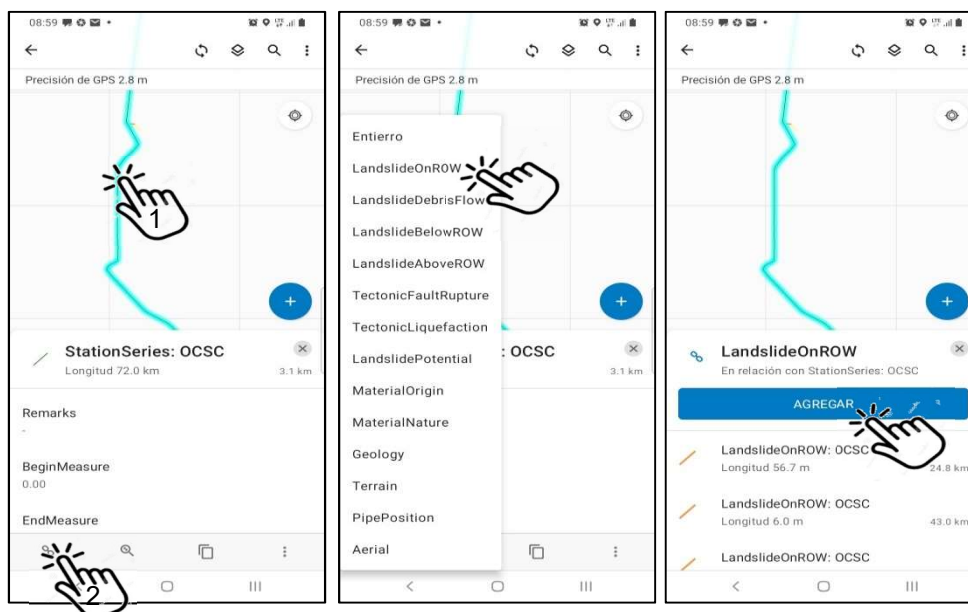 08:59
Precisión de GPS 2.8 m
1
+
StationSeries: OCSC
Longitud 72.0 km
3.1 km
Remarks
-
BeginMeasure
0.00
EndMeasure
2
08:59
Precisión de GPS 2.8 m
Entierro
LandslideOnR0W
LandslideDebrisFlow
LandslideBelowROW
LandslideAboveROW
TectonicFaultRupture
TectonicLiquefaction
LandslidePotential
MaterialOrigin
MaterialNature
Geology
Terrain
PipePosition
Aerial
+
: OCSC
3.1 km
08:59
Precisión de GPS 2.8 m
+
LandslideOnROW
En relación con StationSeries: OCSC
AGREGAR
LandslideOnROW: OCSC
Longitud 56.7 m
24.8 km
LandslideOnROW: OCSC
Longitud 6.0 m
43.0 km
LandslideOnROW: OCSC